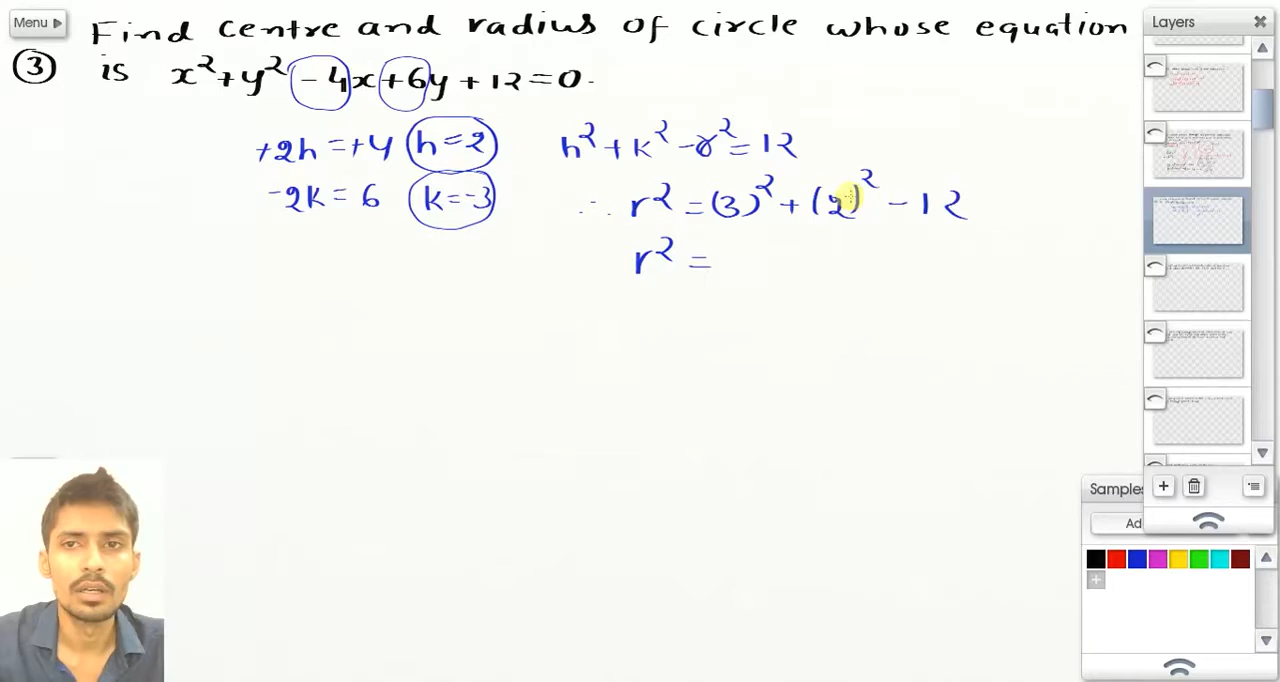 Menu
Find centre and radius of circle whose equation
③ is x²+y²-4x+6y+12=0.
+2h=+4 h=2
-2k=6 k=-3
h²+k²-r²=12
∴ r²=(3)²+(2)²-12
r²=
Layers
Samples
Ad